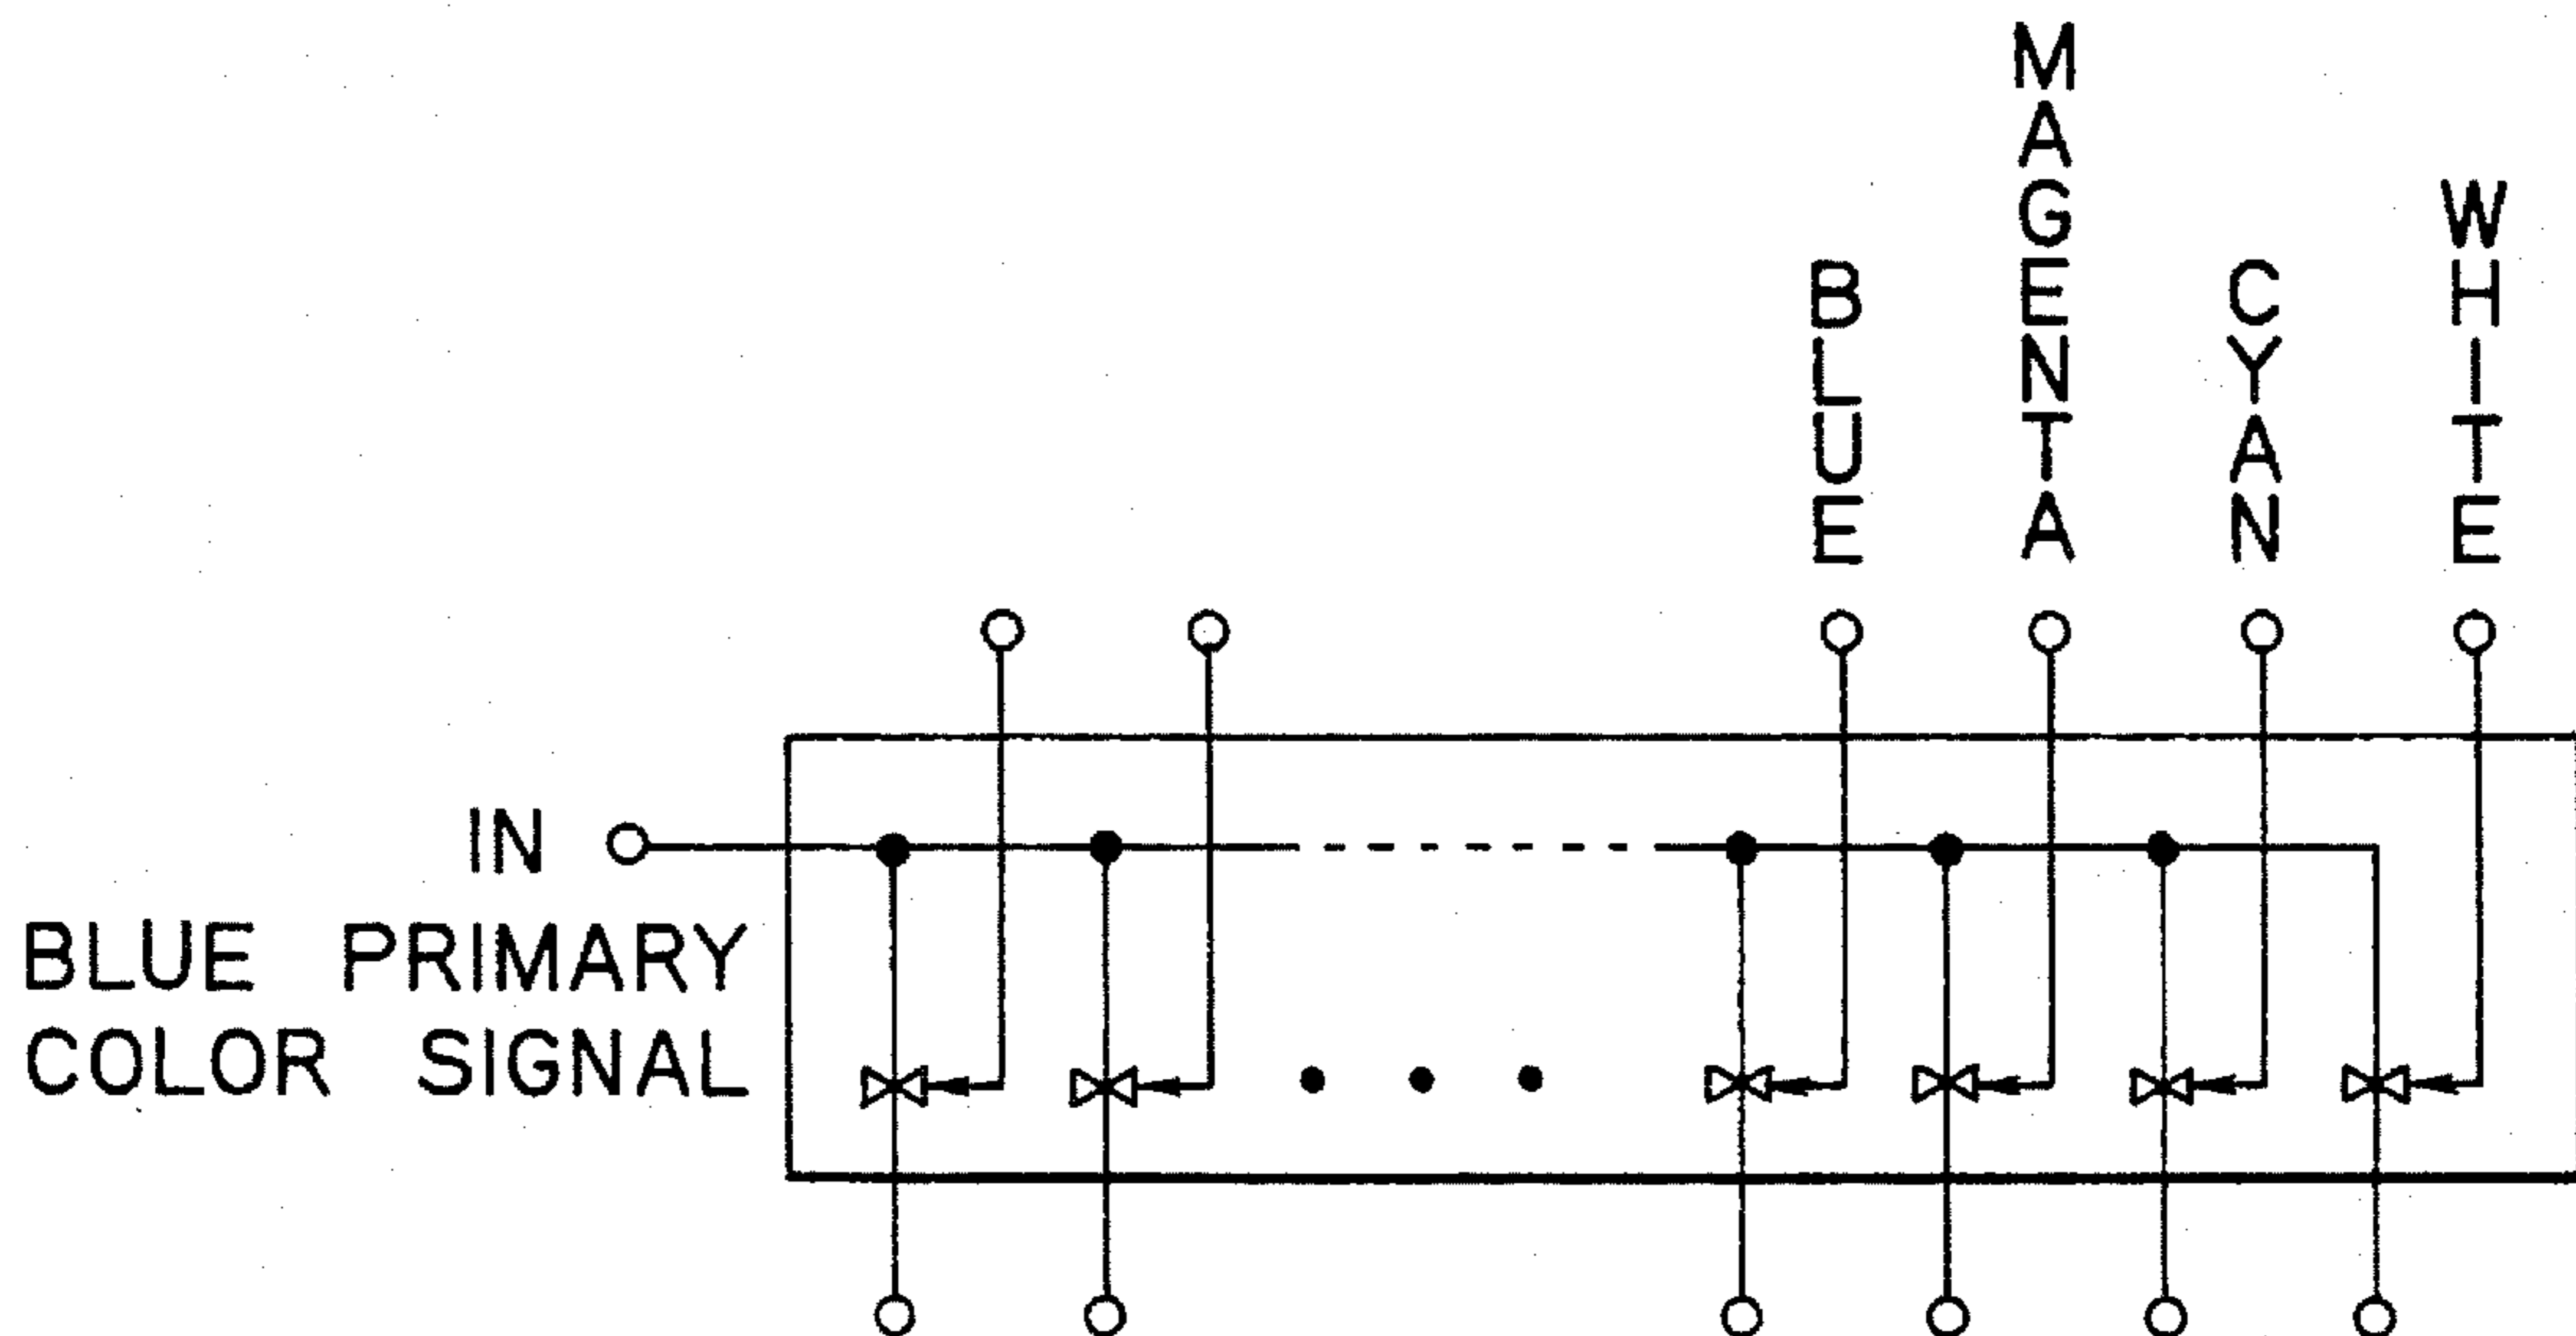 BLUE
MAGENTA
CYAN
WHITE
IN
BLUE PRIMARY
COLOR SIGNAL